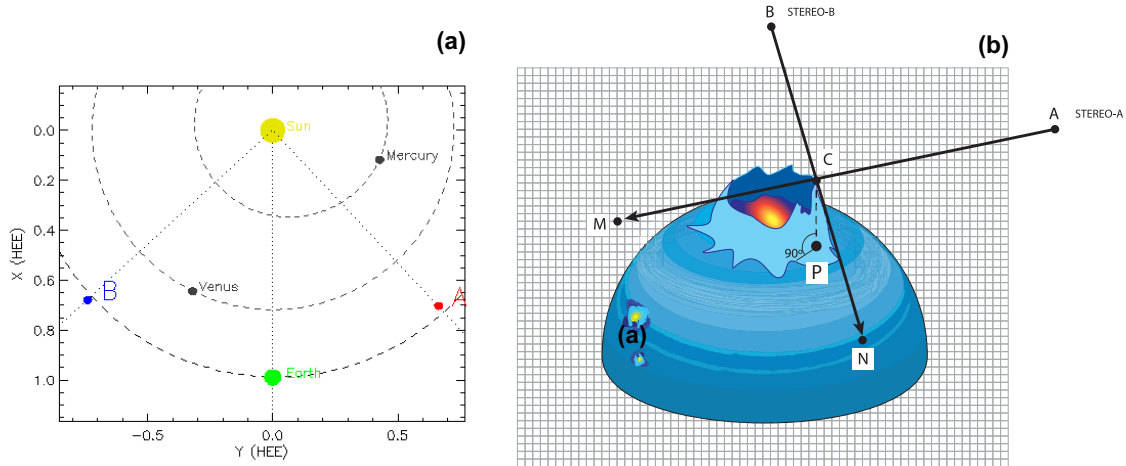 (a)
0.0
0.2
0.4
0.6
0.8
1.0
X (HEE)
Sun
Mercury
Venus
B
A
Earth
−0.5
0.0
0.5
Y (HEE)
(b)
B STEREO-B
A STEREO-A
C
M
90º
P
N
(a)